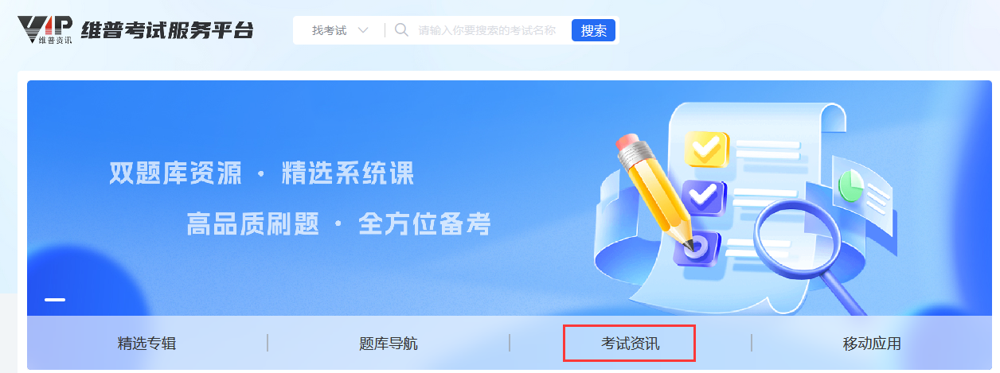 VIP 维普资讯 维普考试服务平台
找考试 请输入你要搜索的考试名称 搜索
双题库资源 · 精选系统课
高品质刷题 · 全方位备考
精选专辑 题库导航 考试资讯 移动应用